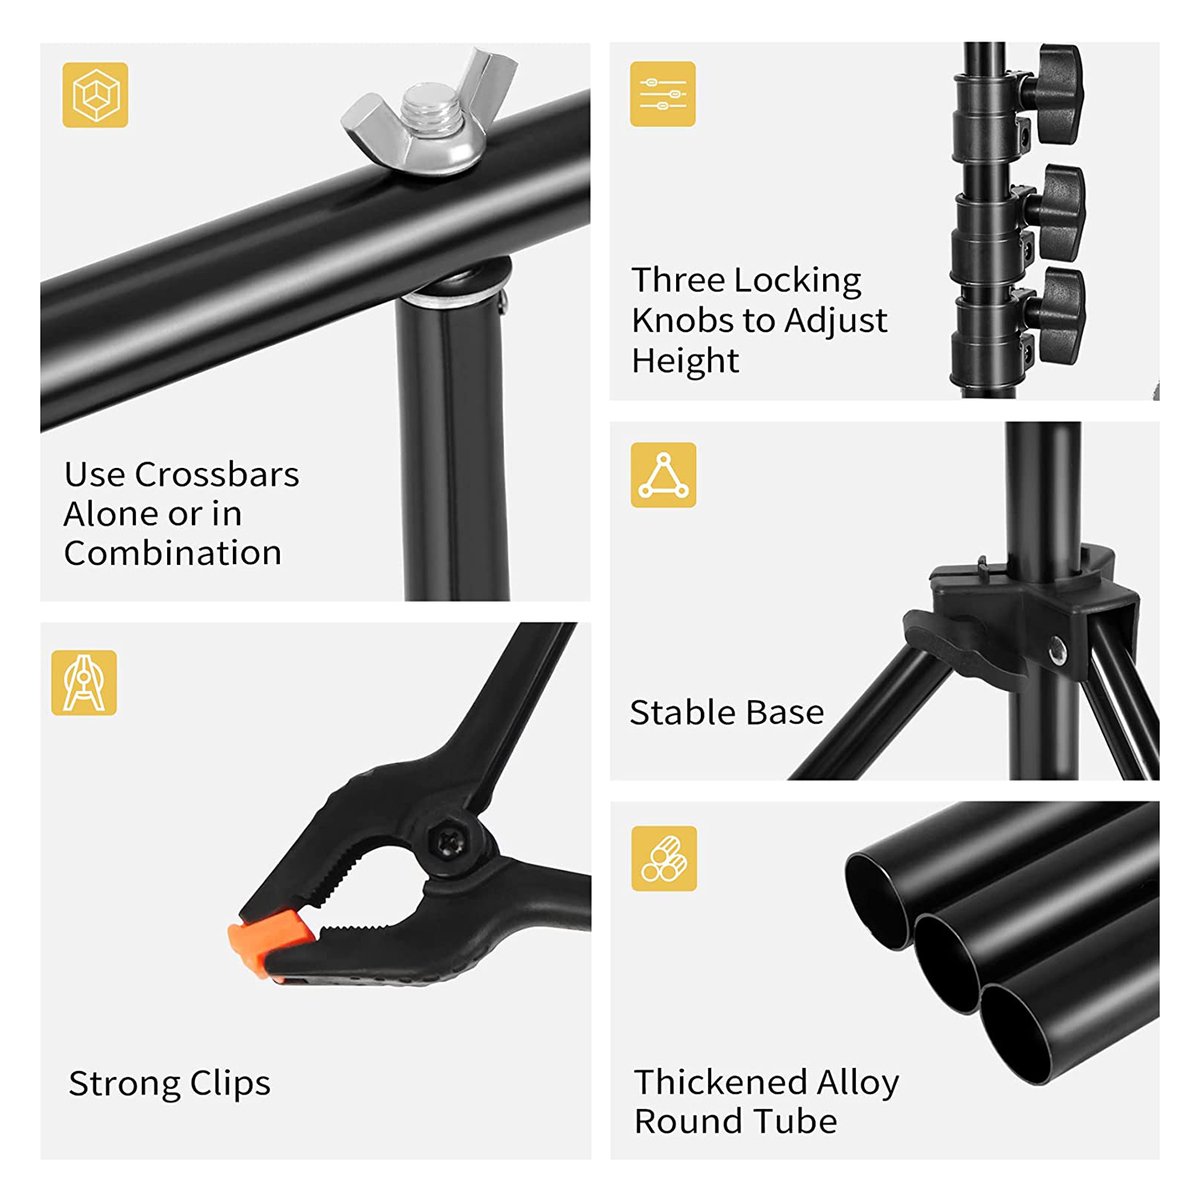 Use Crossbars
Alone or in
Combination
Three Locking
Knobs to Adjust
Height
Stable Base
Strong Clips
Thickened Alloy
Round Tube